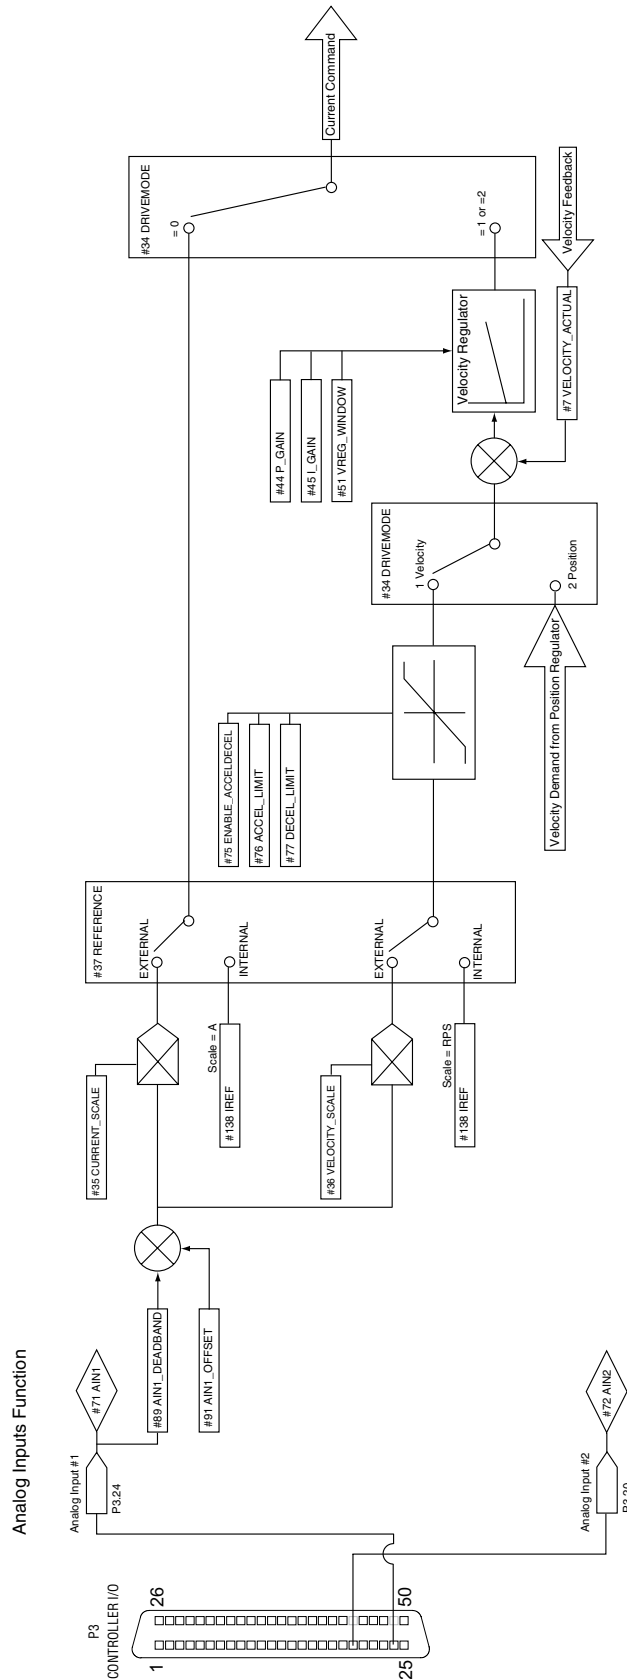 Analog Inputs Function
P3
CONTROLLER I/O
1
26
25
50
Analog Input #1
P3.24
#71 AIN1
#89 AIN1_DEADBAND
#91 AIN1_OFFSET
Analog Input #2
P3.20
#72 AIN2
#35 CURRENT_SCALE
Scale = A
#138 IREF
#36 VELOCITY_SCALE
Scale = RPS
#138 IREF
#37 REFERENCE
EXTERNAL
INTERNAL
EXTERNAL
INTERNAL
#75 ENABLE_ACCELDECEL
#76 ACCEL_LIMIT
#77 DECEL_LIMIT
Velocity Demand from Position Regulator
#34 DRIVEMODE
1 Velocity
2 Position
#44 P_GAIN
#45 I_GAIN
#51 VREG_WINDOW
Velocity Regulator
#7 VELOCITY_ACTUAL
Velocity Feedback
#34 DRIVEMODE
= 0
= 1 or =2
Current Command